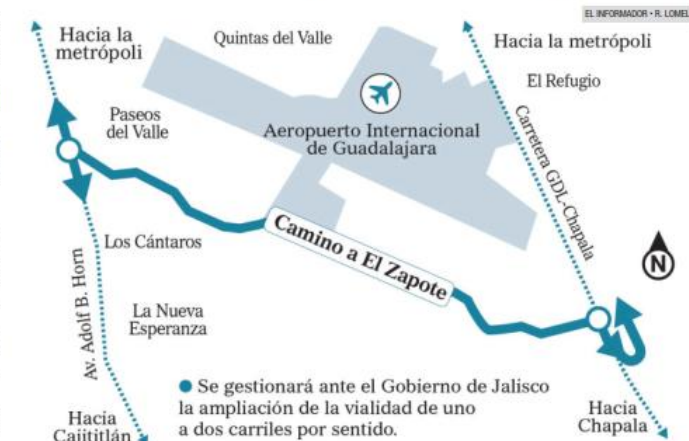 EL INFORMADOR • R. LOMEL
Hacia la
metrópoli
Quintas del Valle
Hacia la metrópoli
El Refugio
Paseos
del Valle
Aeropuerto Internacional
de Guadalajara
Carretera GDL-Chapala
Camino a El Zapote
Los Cántaros
N
Av. Adolf B. Horn
La Nueva
Esperanza
● Se gestionará ante el Gobierno de Jalisco
la ampliación de la vialidad de uno
a dos carriles por sentido.
Hacia
Cajititlán
Hacia
Chapala